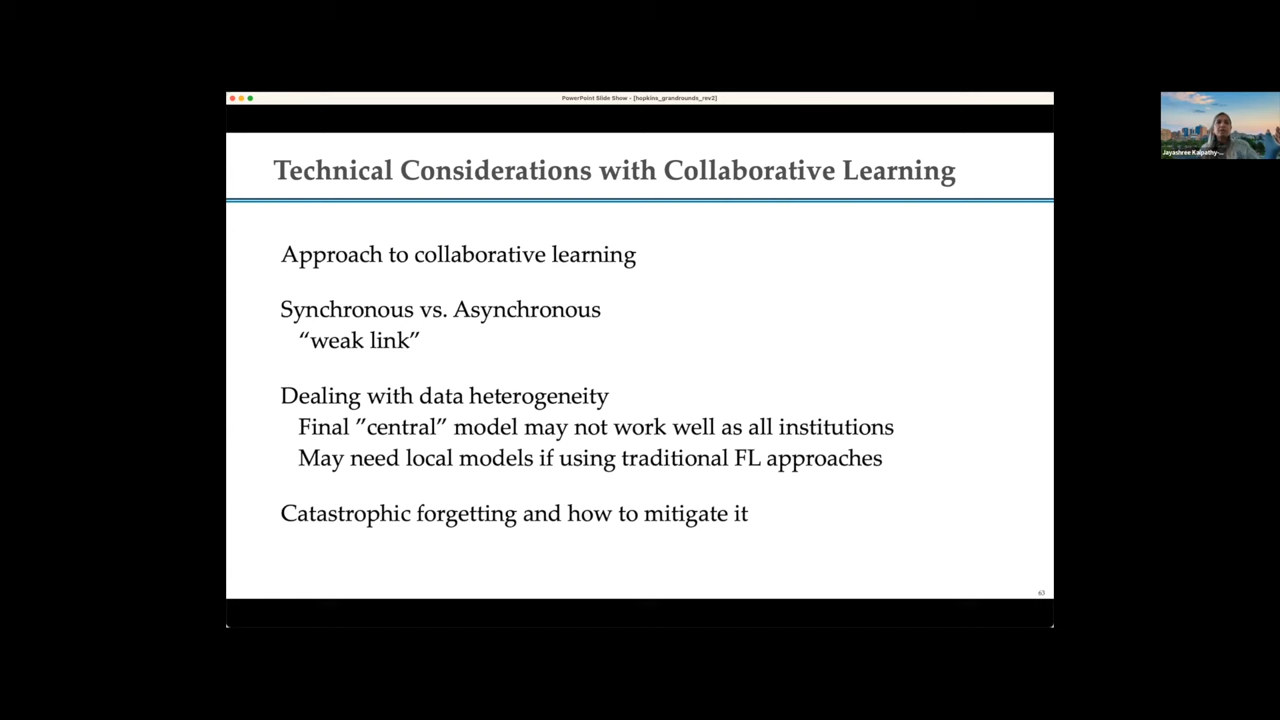 PowerPoint Slide Show - [hopkins_grandrounds_rev2]
Technical Considerations with Collaborative Learning
Jayashree Kalpathy-...
Approach to collaborative learning
Synchronous vs. Asynchronous
“weak link”
Dealing with data heterogeneity
Final ”central” model may not work well as all institutions
May need local models if using traditional FL approaches
Catastrophic forgetting and how to mitigate it
63